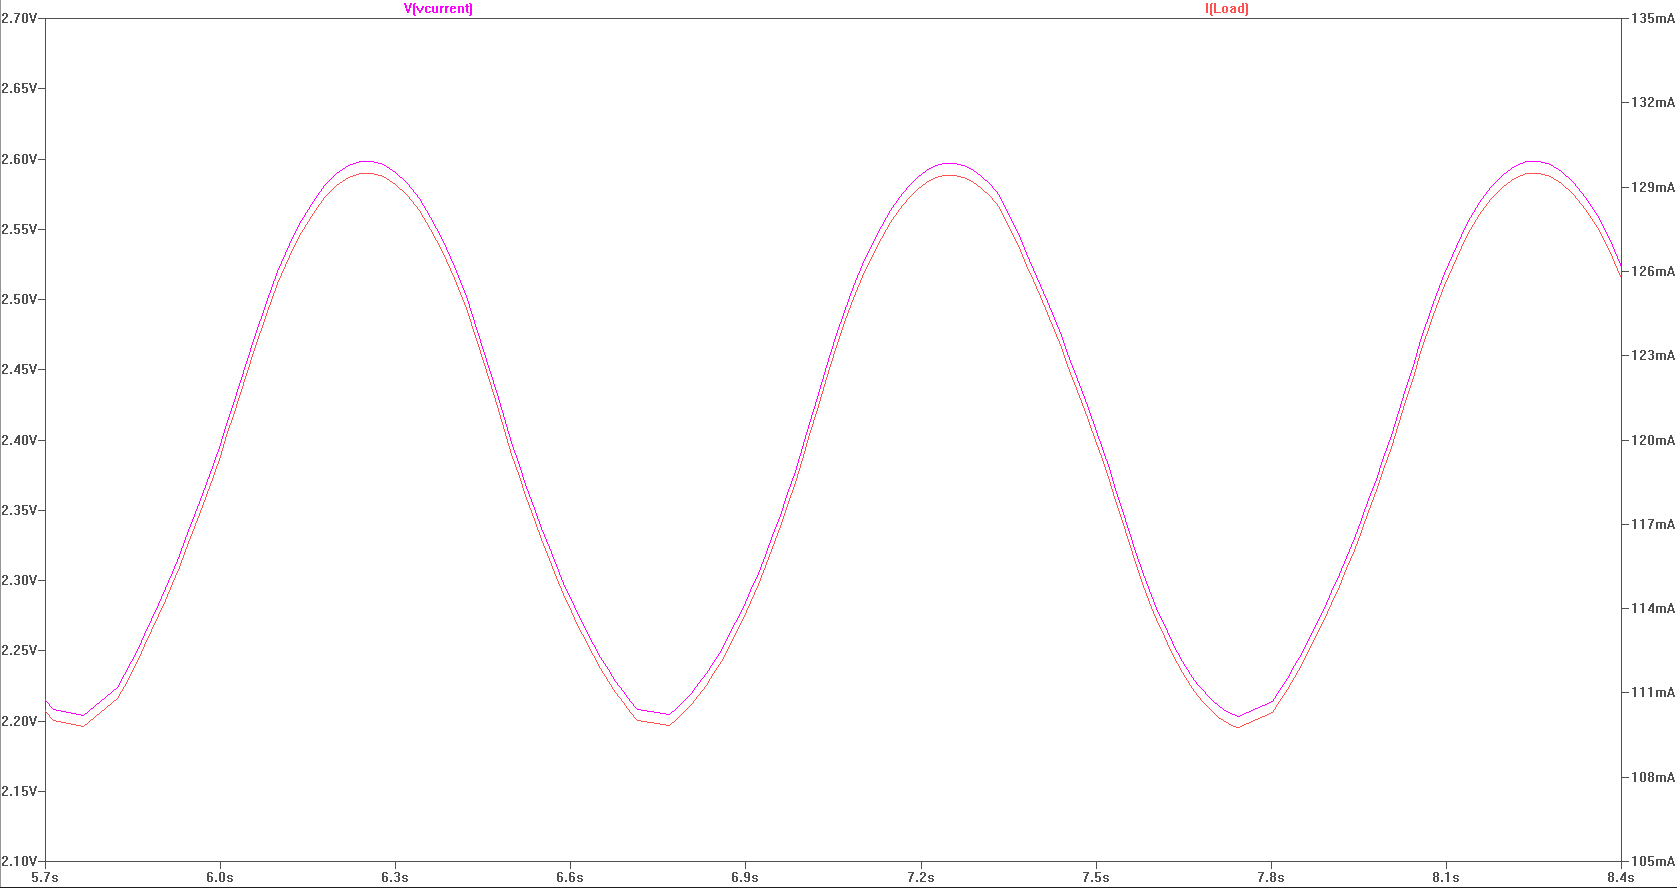 V(vcurrent) I(Load)
2.70V 135mA
2.65V
132mA
2.60V
129mA
2.55V
2.50V
126mA
2.45V
123mA
2.40V 120mA
2.35V
117mA
2.30V
114mA
2.25V
111mA
2.20V
108mA
2.15V
2.10V 105mA
5.7s 6.0s 6.3s 6.6s 6.9s 7.2s 7.5s 7.8s 8.1s 8.4s